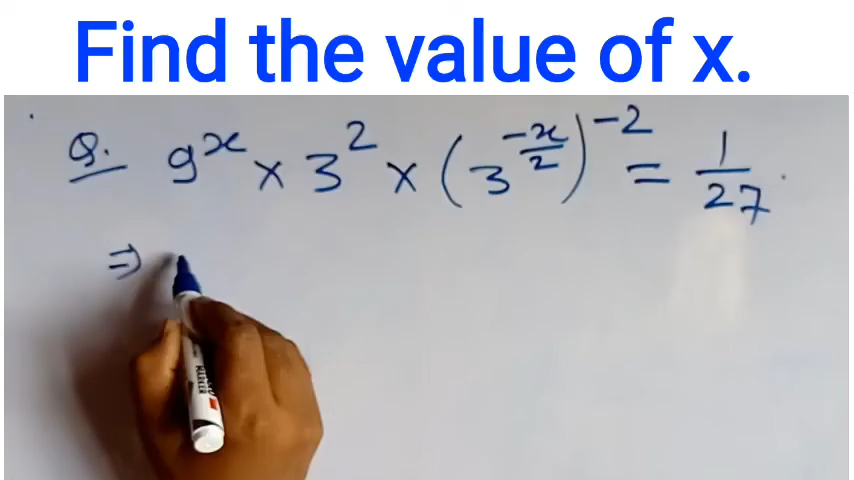 Find the value of x.
Q. 9^x × 3^2 × (3^(-x/2))^-2 = 1/27
⇒